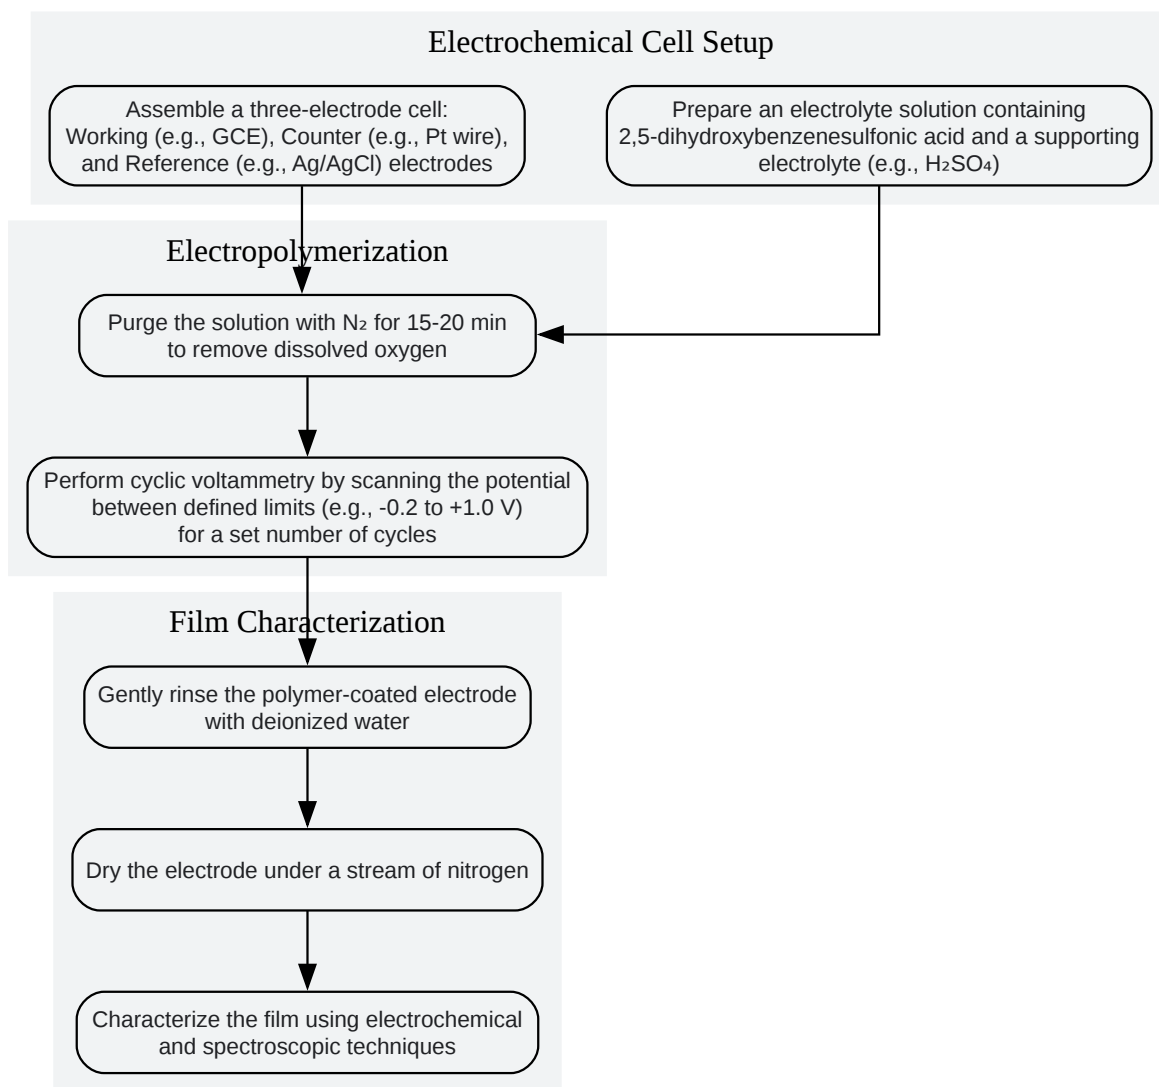 Electrochemical Cell Setup
Assemble a three-electrode cell:
Working (e.g., GCE), Counter (e.g., Pt wire),
and Reference (e.g., Ag/AgCl) electrodes
Prepare an electrolyte solution containing
2,5-dihydroxybenzenesulfonic acid and a supporting
electrolyte (e.g., H₂SO₄)
Electropolymerization
Purge the solution with N₂ for 15-20 min
to remove dissolved oxygen
Perform cyclic voltammetry by scanning the potential
between defined limits (e.g., -0.2 to +1.0 V)
for a set number of cycles
Film Characterization
Gently rinse the polymer-coated electrode
with deionized water
Dry the electrode under a stream of nitrogen
Characterize the film using electrochemical
and spectroscopic techniques